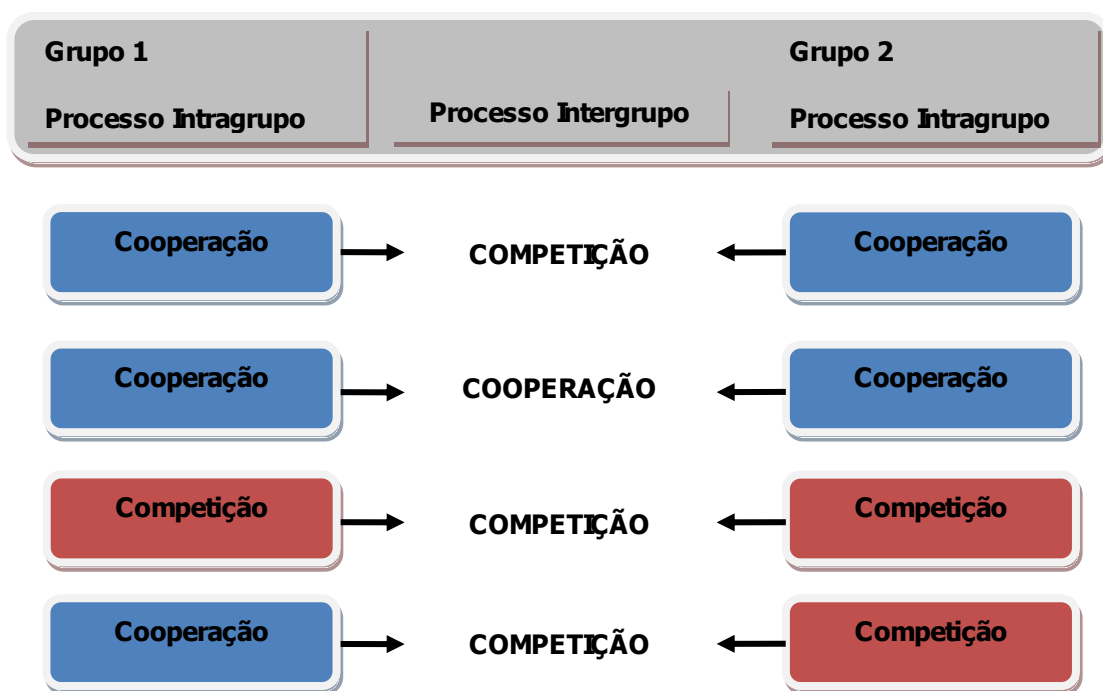 Grupo 1
Processo Intragrupo
Processo Intergrupo
Grupo 2
Processo Intragrupo
Cooperação
COMPETIÇÃO
Cooperação
Cooperação
COOPERAÇÃO
Cooperação
Competição
COMPETIÇÃO
Competição
Cooperação
COMPETIÇÃO
Competição